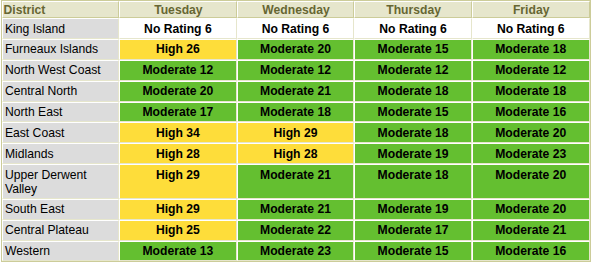 District Tuesday Wednesday Thursday Friday
King Island No Rating 6 No Rating 6 No Rating 6 No Rating 6
Furneaux Islands High 26 Moderate 20 Moderate 15 Moderate 18
North West Coast Moderate 12 Moderate 12 Moderate 12 Moderate 12
Central North Moderate 20 Moderate 21 Moderate 18 Moderate 18
North East Moderate 17 Moderate 18 Moderate 15 Moderate 16
East Coast High 34 High 29 Moderate 18 Moderate 20
Midlands High 28 High 28 Moderate 19 Moderate 23
Upper Derwent High 29 Moderate 21 Moderate 18 Moderate 20
Valley
South East High 29 Moderate 21 Moderate 19 Moderate 20
Central Plateau High 25 Moderate 22 Moderate 17 Moderate 21
Western Moderate 13 Moderate 23 Moderate 15 Moderate 16